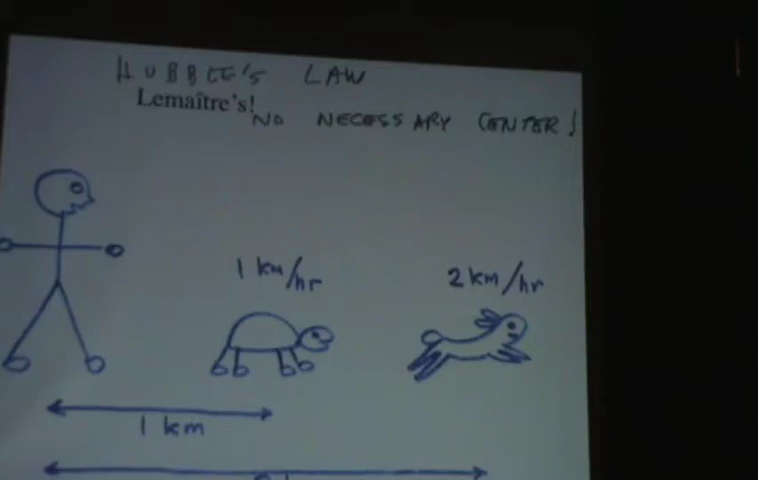 HUBBLE'S LAW
Lemaître's!
NO NECESSARY CENTER!
1 km/hr
2 km/hr
1 km